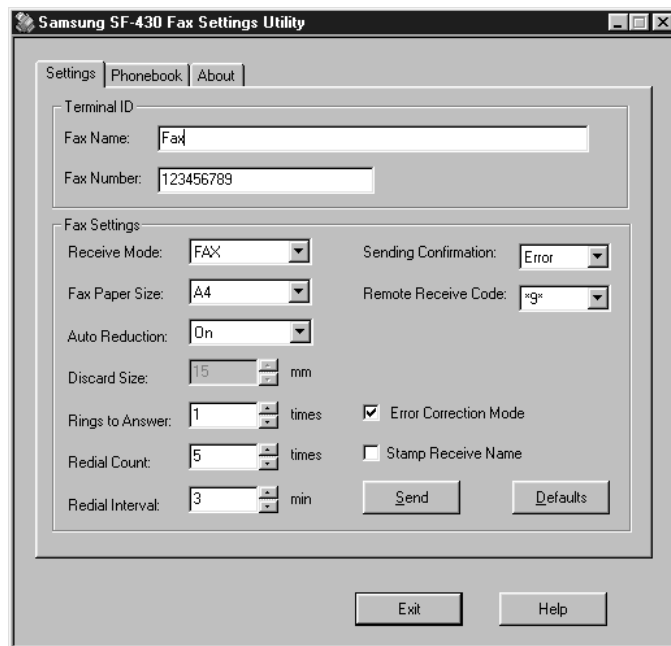 Samsung SF-430 Fax Settings Utility
Settings Phonebook About
Terminal ID
Fax Name: Fax
Fax Number: 123456789
Fax Settings
Receive Mode: FAX Sending Confirmation: Error
Fax Paper Size: A4 Remote Receive Code: *9*
Auto Reduction: On
Discard Size: 15 mm
Rings to Answer: 1 times Error Correction Mode
Redial Count: 5 times Stamp Receive Name
Redial Interval: 3 min Send Defaults
Exit Help